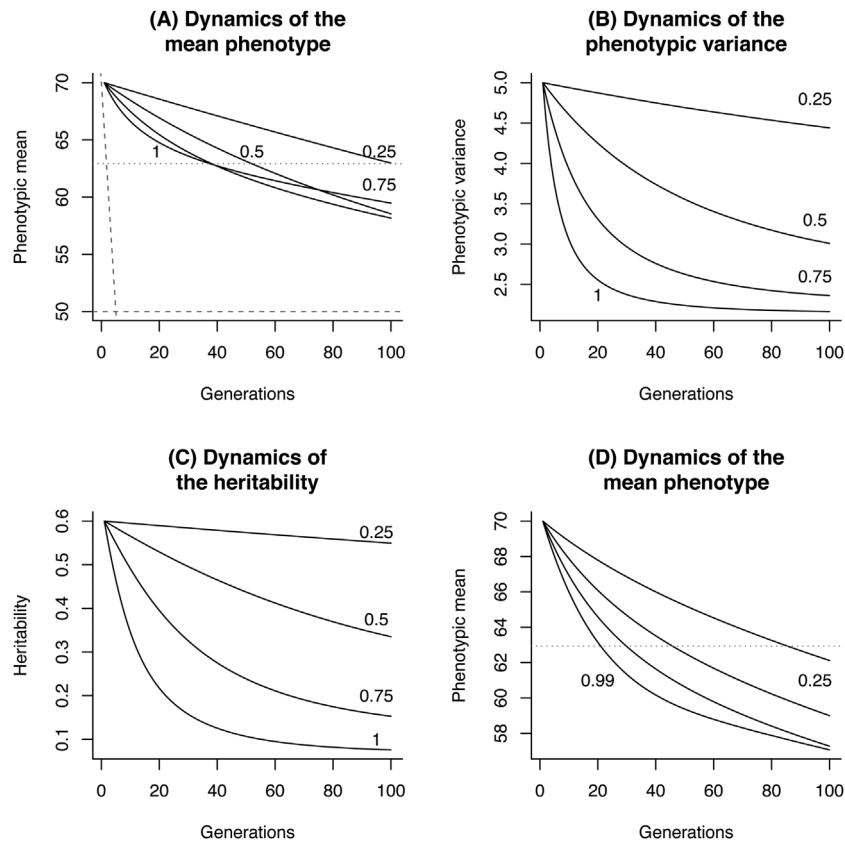 (A) Dynamics of the
mean phenotype
Phenotypic mean
70
65
60
55
50
1
0.5
0.25
0.75
0 20 40 60 80 100
Generations
(B) Dynamics of the
phenotypic variance
Phenotypic variance
5.0
4.5
4.0
3.5
3.0
2.5
0.25
0.5
0.75
1
0 20 40 60 80 100
Generations
(C) Dynamics of
the heritability
Heritability
0.6
0.5
0.4
0.3
0.2
0.1
0.25
0.5
0.75
1
0 20 40 60 80 100
Generations
(D) Dynamics of the
mean phenotype
Phenotypic mean
70
68
66
64
62
60
58
0.99
0.25
0 20 40 60 80 100
Generations